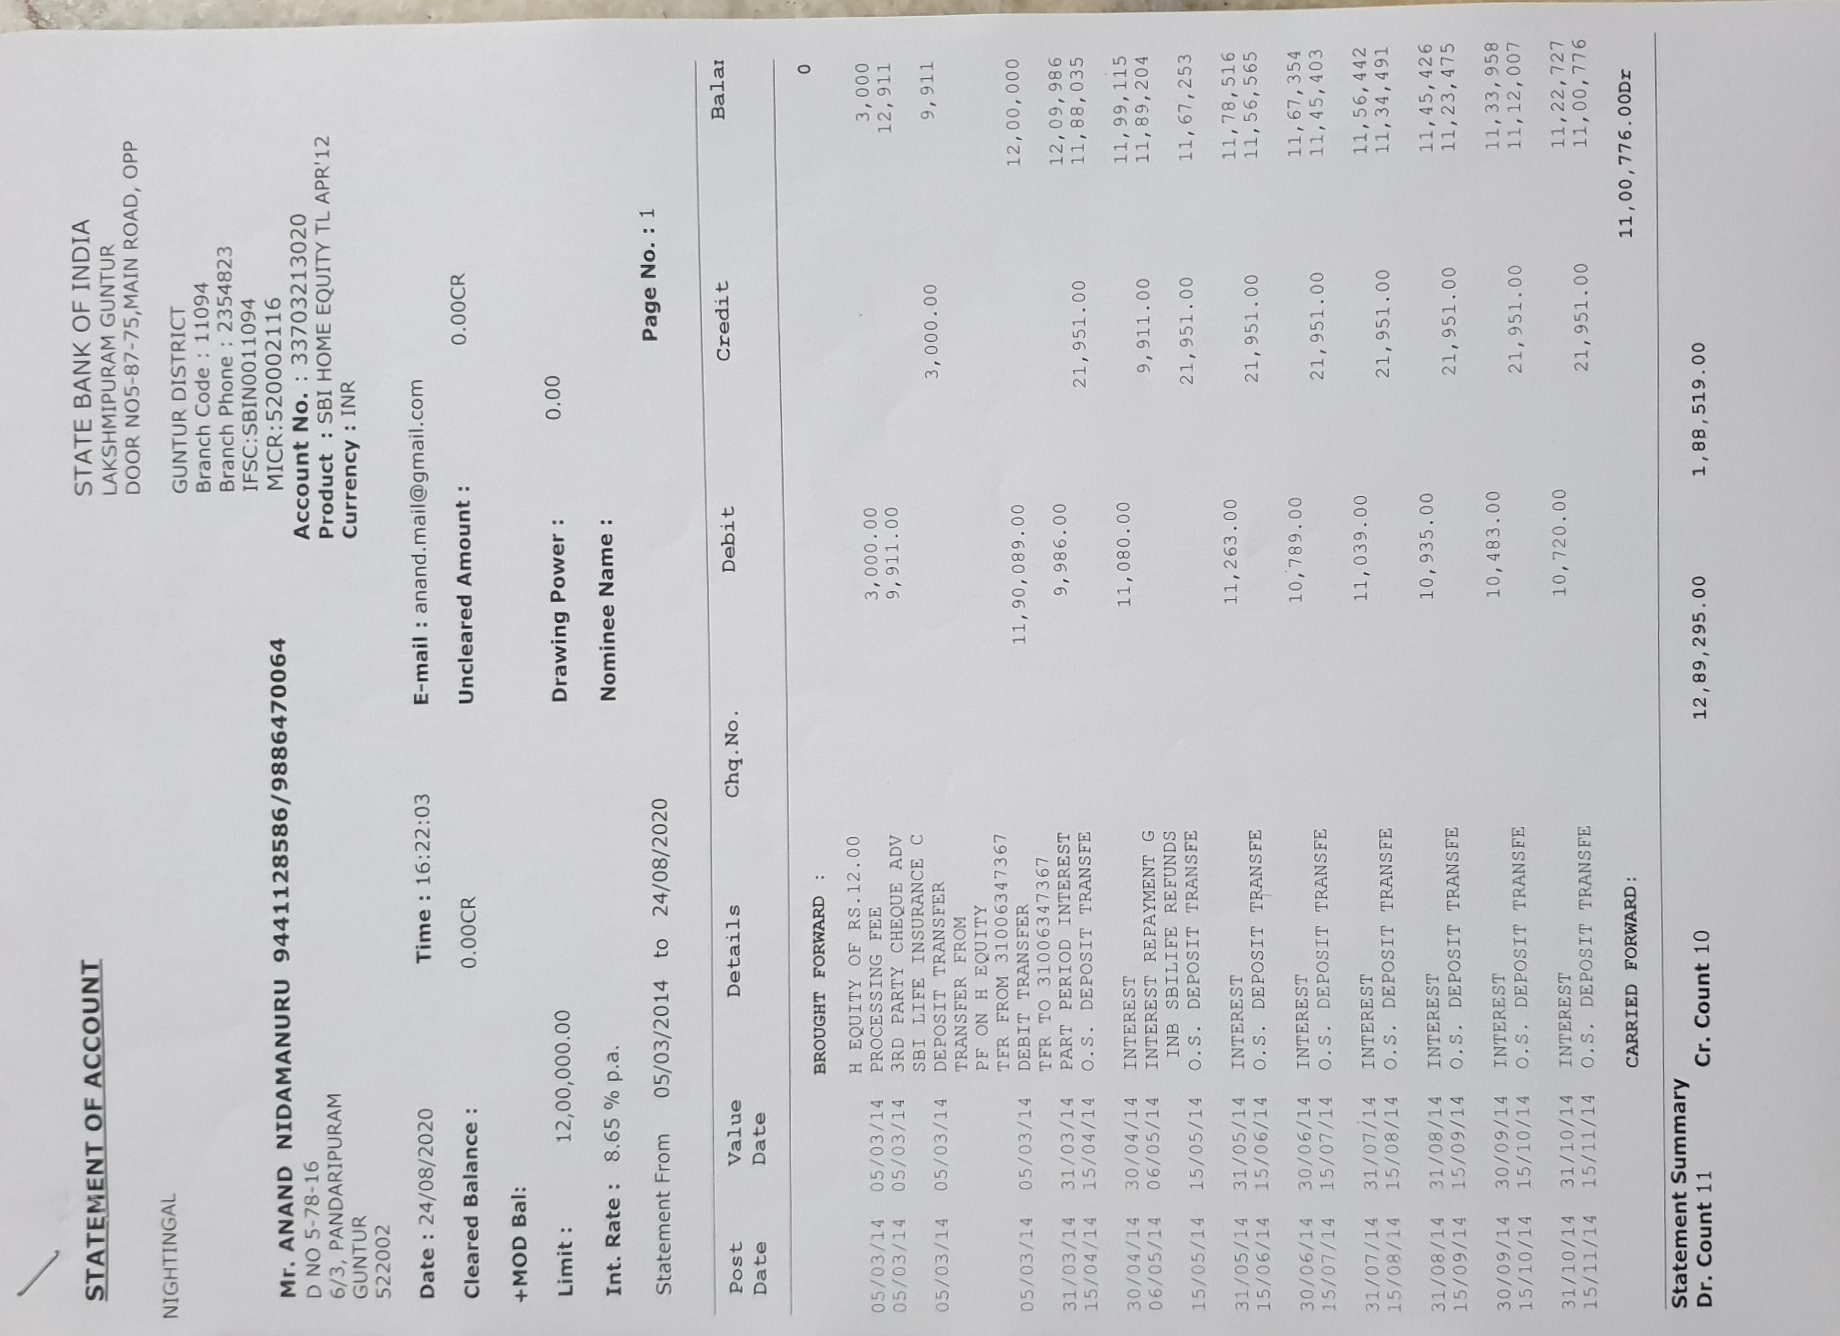 STATEMENT OF ACCOUNT
STATE BANK OF INDIA
LAKSHMIPURAM GUNTUR
DOOR NO5-87-75,MAIN ROAD, OPP
NIGHTINGAL
GUNTUR DISTRICT
Branch Code : 11094
Branch Phone : 2354823
IFSC:SBIN0011094
MICR:520002116
Mr. ANAND NIDAMANURU 9441128586/9886470064
D NO 5-78-16
6/3, PANDARIPURAM
GUNTUR
522002
Account No. : 33703213020
Product : SBI HOME EQUITY TL APR'12
Currency : INR
Date : 24/08/2020 Time : 16:22:03 E-mail : anand.mail@gmail.com
Cleared Balance : 0.00CR Uncleared Amount : 0.00CR
+MOD Bal:
Limit : 12,00,000.00 Drawing Power : 0.00
Int. Rate : 8.65 % p.a. Nominee Name :
Statement From 05/03/2014 to 24/08/2020 Page No. : 1
Post Value Details Chq.No. Debit Credit Balar
Date Date
BROUGHT FORWARD : 0
H EQUITY OF RS.12.00
05/03/14 05/03/14 PROCESSING FEE 3,000.00 3,000
05/03/14 05/03/14 3RD PARTY CHEQUE ADV 9,911.00 12,911
SBI LIFE INSURANCE C
05/03/14 05/03/14 DEPOSIT TRANSFER 3,000.00 9,911
TRANSFER FROM
PF ON H EQUITY
TFR FROM 31006347367
05/03/14 05/03/14 DEBIT TRANSFER 11,90,089.00 12,00,000
TFR TO 31006347367
31/03/14 31/03/14 PART PERIOD INTEREST 9,986.00 12,09,986
15/04/14 15/04/14 O.S. DEPOSIT TRANSFE 21,951.00 11,88,035
30/04/14 30/04/14 INTEREST 11,080.00 11,99,115
06/05/14 06/05/14 INTEREST REPAYMENT G 9,911.00 11,89,204
INB SBILIFE REFUNDS
15/05/14 15/05/14 O.S. DEPOSIT TRANSFE 21,951.00 11,67,253
31/05/14 31/05/14 INTEREST 11,263.00 11,78,516
15/06/14 15/06/14 O.S. DEPOSIT TRANSFE 21,951.00 11,56,565
30/06/14 30/06/14 INTEREST 10,789.00 11,67,354
15/07/14 15/07/14 O.S. DEPOSIT TRANSFE 21,951.00 11,45,403
31/07/14 31/07/14 INTEREST 11,039.00 11,56,442
15/08/14 15/08/14 O.S. DEPOSIT TRANSFE 21,951.00 11,34,491
31/08/14 31/08/14 INTEREST 10,935.00 11,45,426
15/09/14 15/09/14 O.S. DEPOSIT TRANSFE 21,951.00 11,23,475
30/09/14 30/09/14 INTEREST 10,483.00 11,33,958
15/10/14 15/10/14 O.S. DEPOSIT TRANSFE 21,951.00 11,12,007
31/10/14 31/10/14 INTEREST 10,720.00 11,22,727
15/11/14 15/11/14 O.S. DEPOSIT TRANSFE 21,951.00 11,00,776
CARRIED FORWARD: 11,00,776.00Dr
Statement Summary
Dr. Count 11 Cr. Count 10 12,89,295.00 1,88,519.00